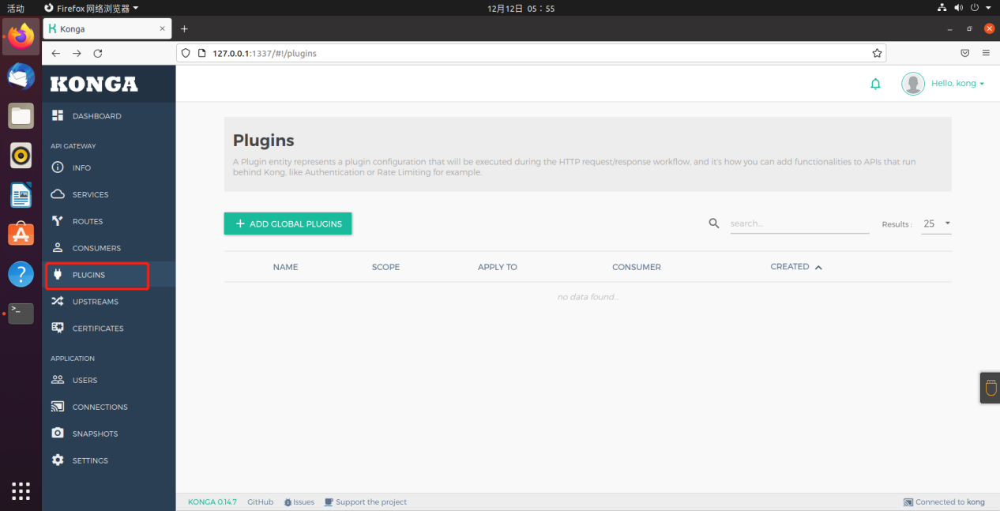 活动
Firefox 网络浏览器
12月12日 05：55
Konga
127.0.0.1:1337/#!/plugins
KONGA
Hello, kong
DASHBOARD
API GATEWAY
INFO
SERVICES
ROUTES
CONSUMERS
PLUGINS
UPSTREAMS
CERTIFICATES
APPLICATION
USERS
CONNECTIONS
SNAPSHOTS
SETTINGS
Plugins
A Plugin entity represents a plugin configuration that will be executed during the HTTP request/response workflow, and it's how you can add functionalities to APIs that run
behind Kong, like Authentication or Rate Limiting for example.
+ ADD GLOBAL PLUGINS
search...
Results : 25
NAME SCOPE APPLY TO CONSUMER CREATED
no data found...
KONGA 0.14.7 GitHub Issues Support the project Connected to kong